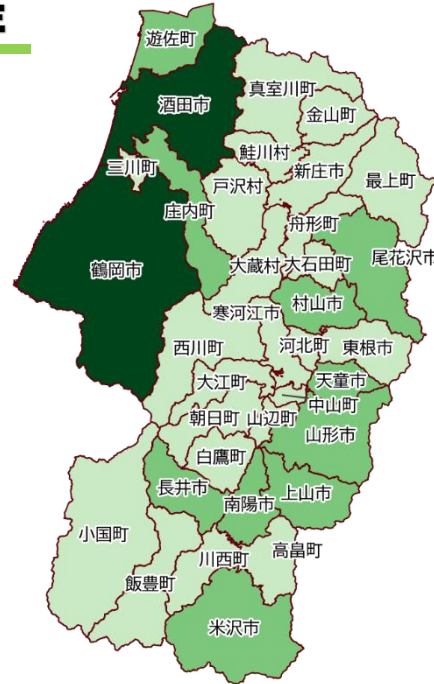 遊佐町
酒田市
真室川町
金山町
鮭川村
三川町
新庄市
戸沢村
最上町
庄内町
舟形町
大蔵村
大石田町
尾花沢市
鶴岡市
村山市
寒河江市
西川町
河北町
東根市
大江町
天童市
中山町
朝日町
山辺町
山形市
白鷹町
長井市
南陽市
上山市
小国町
高畠町
川西町
飯豊町
米沢市